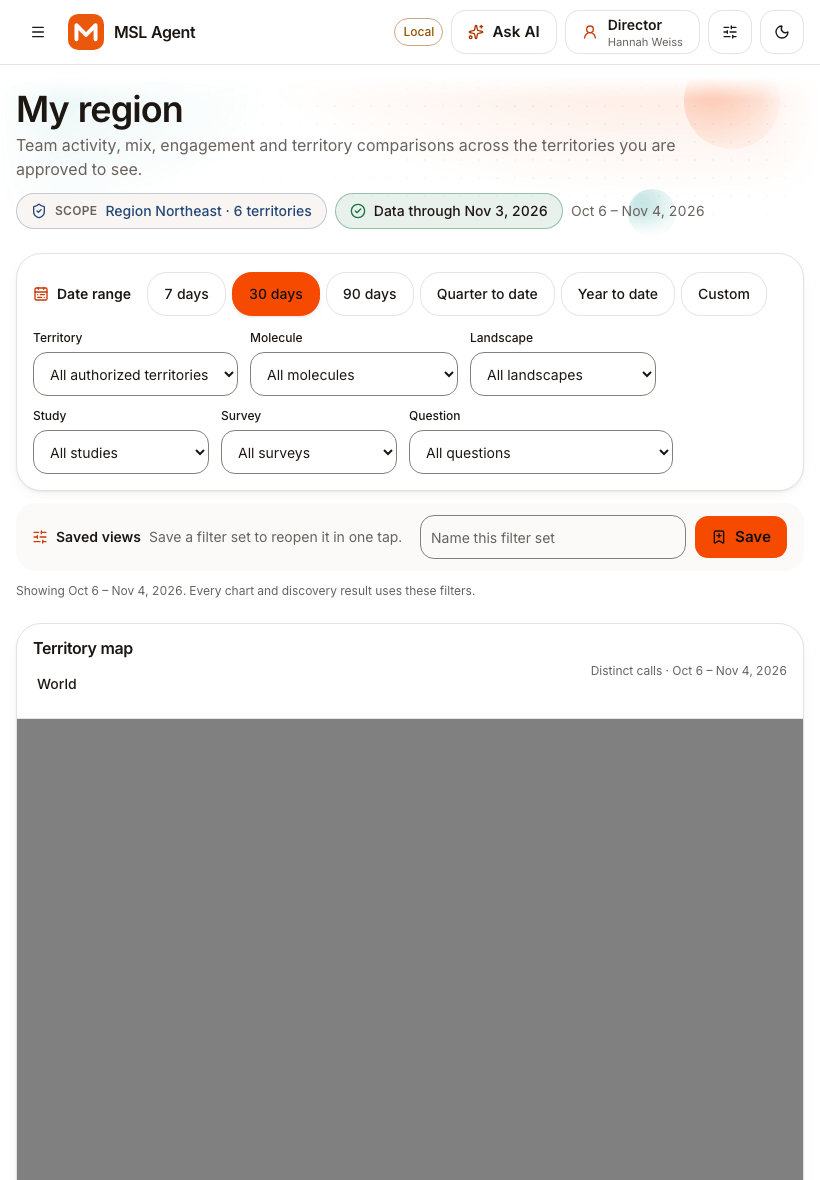 MSL Agent
Local
Ask AI
Director
Hannah Weiss
My region
Team activity, mix, engagement and territory comparisons across the territories you are
approved to see.
SCOPE Region Northeast · 6 territories
Data through Nov 3, 2026
Oct 6 – Nov 4, 2026
Date range
7 days
30 days
90 days
Quarter to date
Year to date
Custom
Territory
Molecule
Landscape
All authorized territories
All molecules
All landscapes
Study
Survey
Question
All studies
All surveys
All questions
Saved views Save a filter set to reopen it in one tap.
Name this filter set
Save
Showing Oct 6 – Nov 4, 2026. Every chart and discovery result uses these filters.
Territory map
Distinct calls · Oct 6 – Nov 4, 2026
World